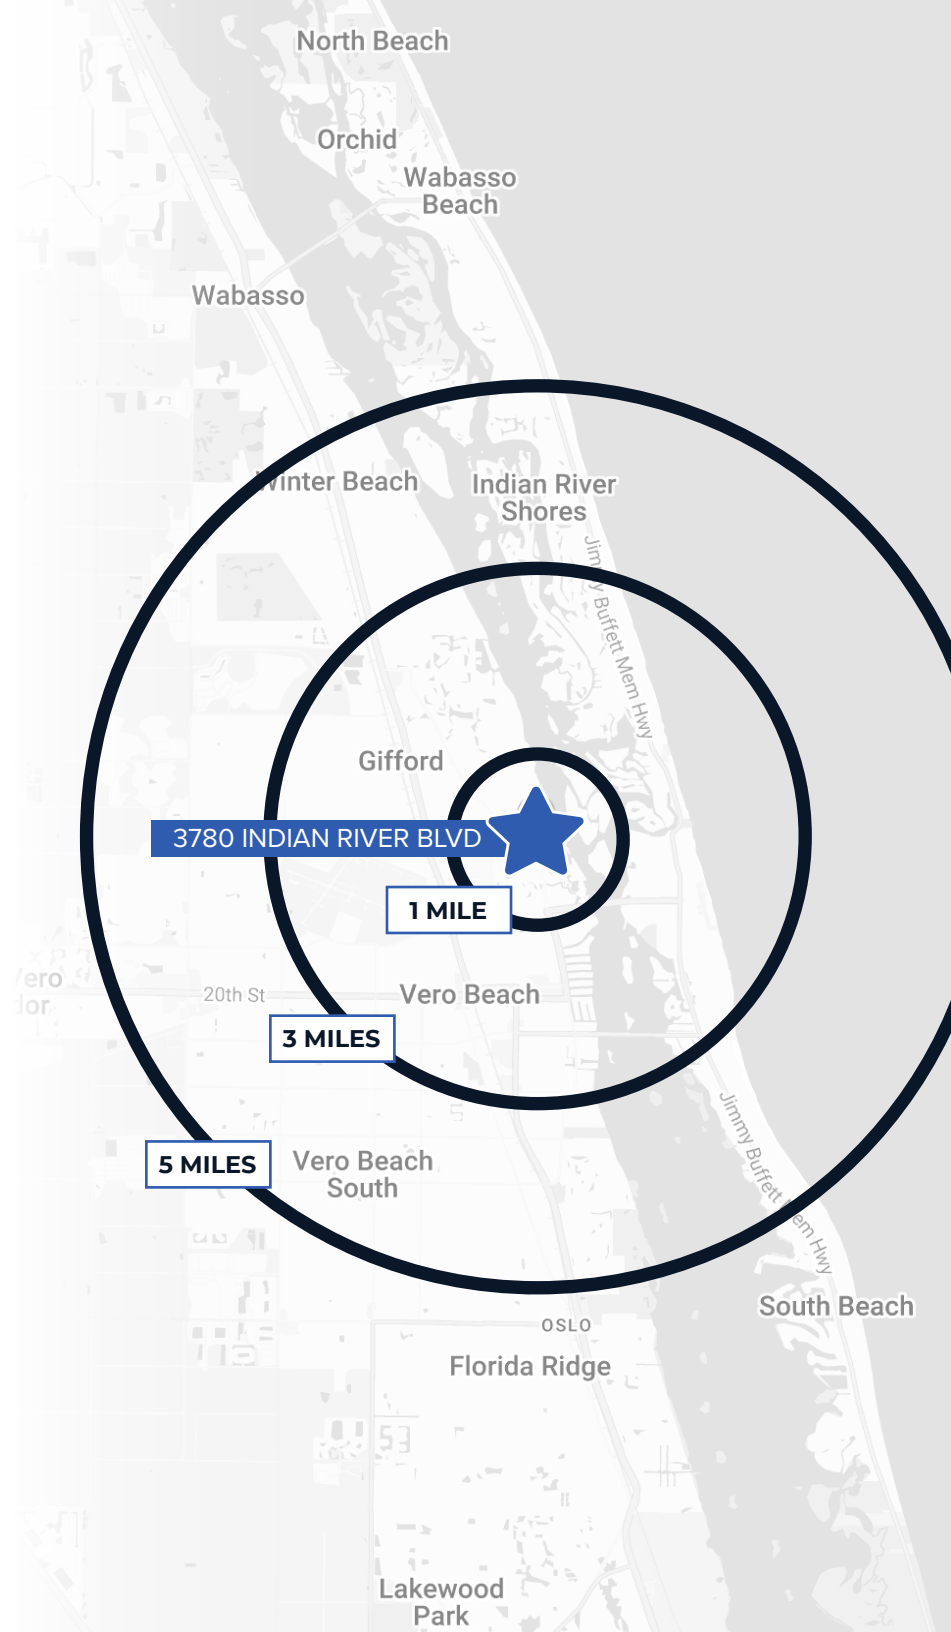 North Beach
Orchid
Wabasso
Beach
Wabasso
Winter Beach
Indian River
Shores
Jimmy Buffett Mem Hwy
Gifford
3780 INDIAN RIVER BLVD
1 MILE
20th St
Vero Beach
3 MILES
Jimmy Buffett Mem Hwy
5 MILES
Vero Beach
South
South Beach
OSLO
Florida Ridge
Lakewood
Park